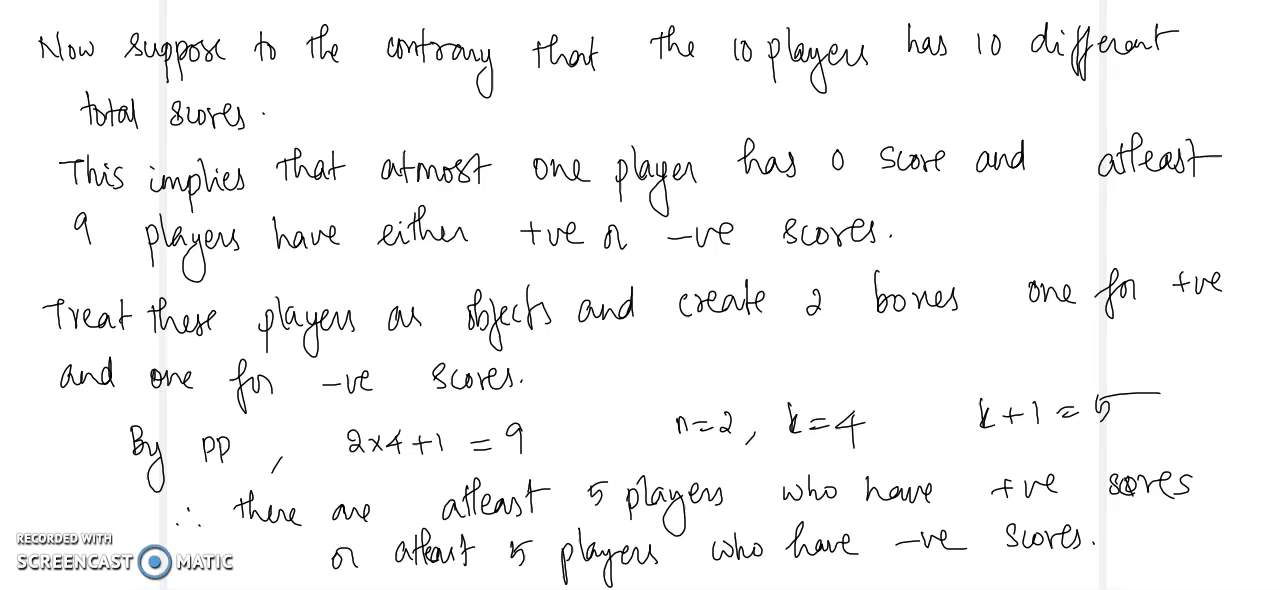 Now suppose to the contrary that the 10 players has 10 different
total scores.
This implies that atmost one player has 0 score and atleast
9 players have either +ve or -ve scores.
Treat these players as objects and create 2 boxes one for +ve
and one for -ve scores.
By PP, 2x4+1 = 9 n=2, k=4 k+1=5
∴ there are atleast 5 players who have +ve scores
or atleast 5 players who have -ve scores.
RECORDED WITH
SCREENCAST MATIC